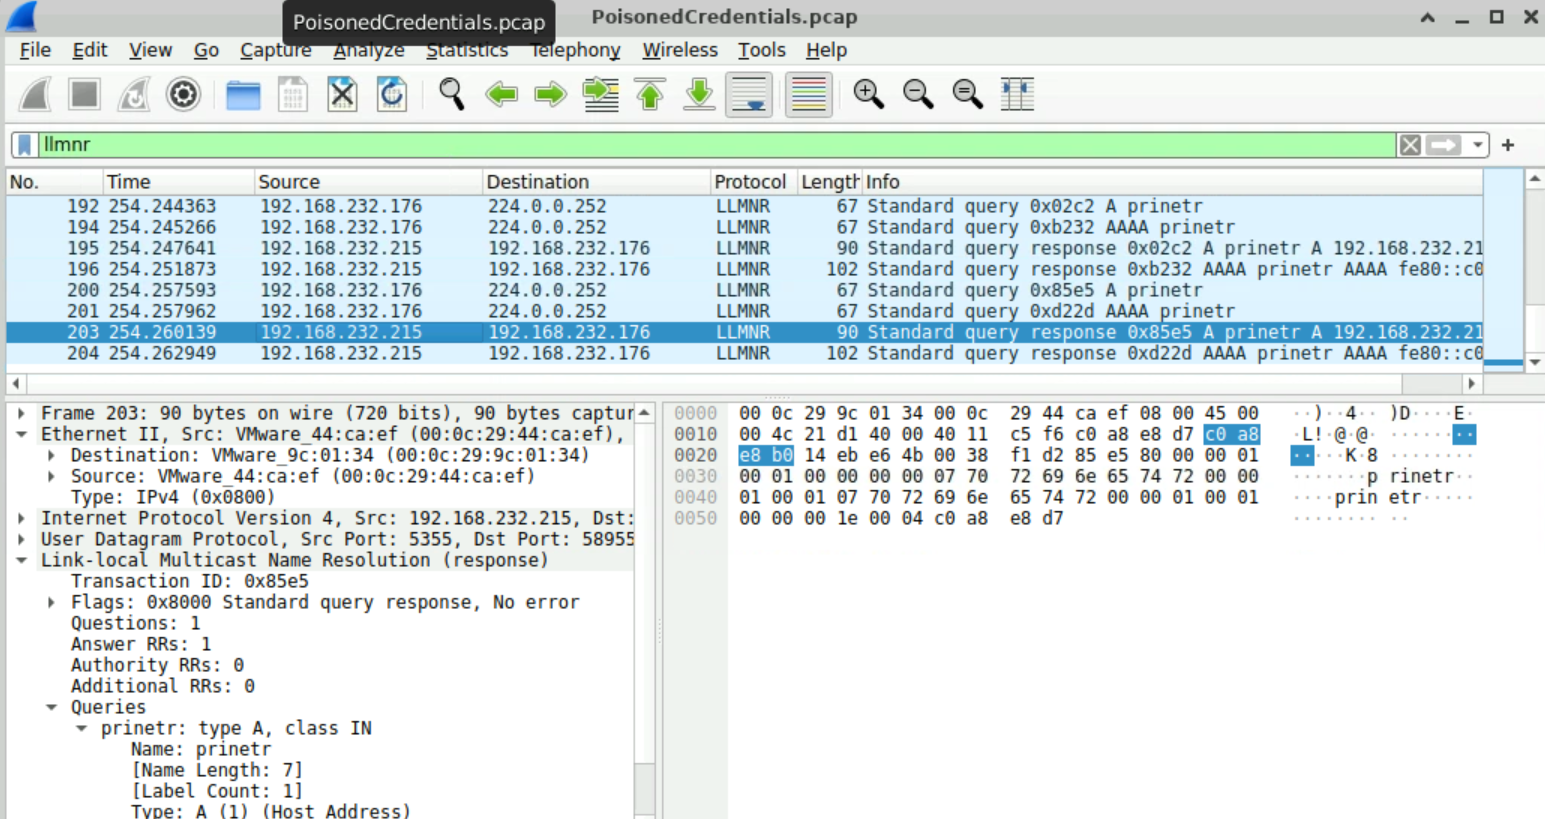 PoisonedCredentials.pcap
PoisonedCredentials.pcap
File Edit View Go Capture Analyze Statistics Telephony Wireless Tools Help
llmnr
No. Time Source Destination Protocol Length Info
192 254.244363 192.168.232.176 224.0.0.252 LLMNR 67 Standard query 0x02c2 A prinetr
194 254.245266 192.168.232.176 224.0.0.252 LLMNR 67 Standard query 0xb232 AAAA prinetr
195 254.247641 192.168.232.215 192.168.232.176 LLMNR 90 Standard query response 0x02c2 A prinetr A 192.168.232.21
196 254.251873 192.168.232.215 192.168.232.176 LLMNR 102 Standard query response 0xb232 AAAA prinetr AAAA fe80::c0
200 254.257593 192.168.232.176 224.0.0.252 LLMNR 67 Standard query 0x85e5 A prinetr
201 254.257962 192.168.232.176 224.0.0.252 LLMNR 67 Standard query 0xd22d AAAA prinetr
203 254.260139 192.168.232.215 192.168.232.176 LLMNR 90 Standard query response 0x85e5 A prinetr A 192.168.232.21
204 254.262949 192.168.232.215 192.168.232.176 LLMNR 102 Standard query response 0xd22d AAAA prinetr AAAA fe80::c0
Frame 203: 90 bytes on wire (720 bits), 90 bytes captur
Ethernet II, Src: VMware_44:ca:ef (00:0c:29:44:ca:ef),
Destination: VMware_9c:01:34 (00:0c:29:9c:01:34)
Source: VMware_44:ca:ef (00:0c:29:44:ca:ef)
Type: IPv4 (0x0800)
Internet Protocol Version 4, Src: 192.168.232.215, Dst:
User Datagram Protocol, Src Port: 5355, Dst Port: 58955
Link-local Multicast Name Resolution (response)
Transaction ID: 0x85e5
Flags: 0x8000 Standard query response, No error
Questions: 1
Answer RRs: 1
Authority RRs: 0
Additional RRs: 0
Queries
prinetr: type A, class IN
Name: prinetr
[Name Length: 7]
[Label Count: 1]
Type: A (1) (Host Address)
0000 00 0c 29 9c 01 34 00 0c 29 44 ca ef 08 00 45 00 ··)··4·· )D····E·
0010 00 4c 21 d1 40 00 40 11 c5 f6 c0 a8 e8 d7 c0 a8 ·L!·@·@· ········
0020 e8 b0 14 eb e6 4b 00 38 f1 d2 85 e5 80 00 00 01 ·····K·8 ········
0030 00 01 00 00 00 00 07 70 72 69 6e 65 74 72 00 00 ·······p rinetr··
0040 01 00 01 07 70 72 69 6e 65 74 72 00 00 01 00 01 ····prin etr·····
0050 00 00 00 1e 00 04 c0 a8 e8 d7 ········ ··